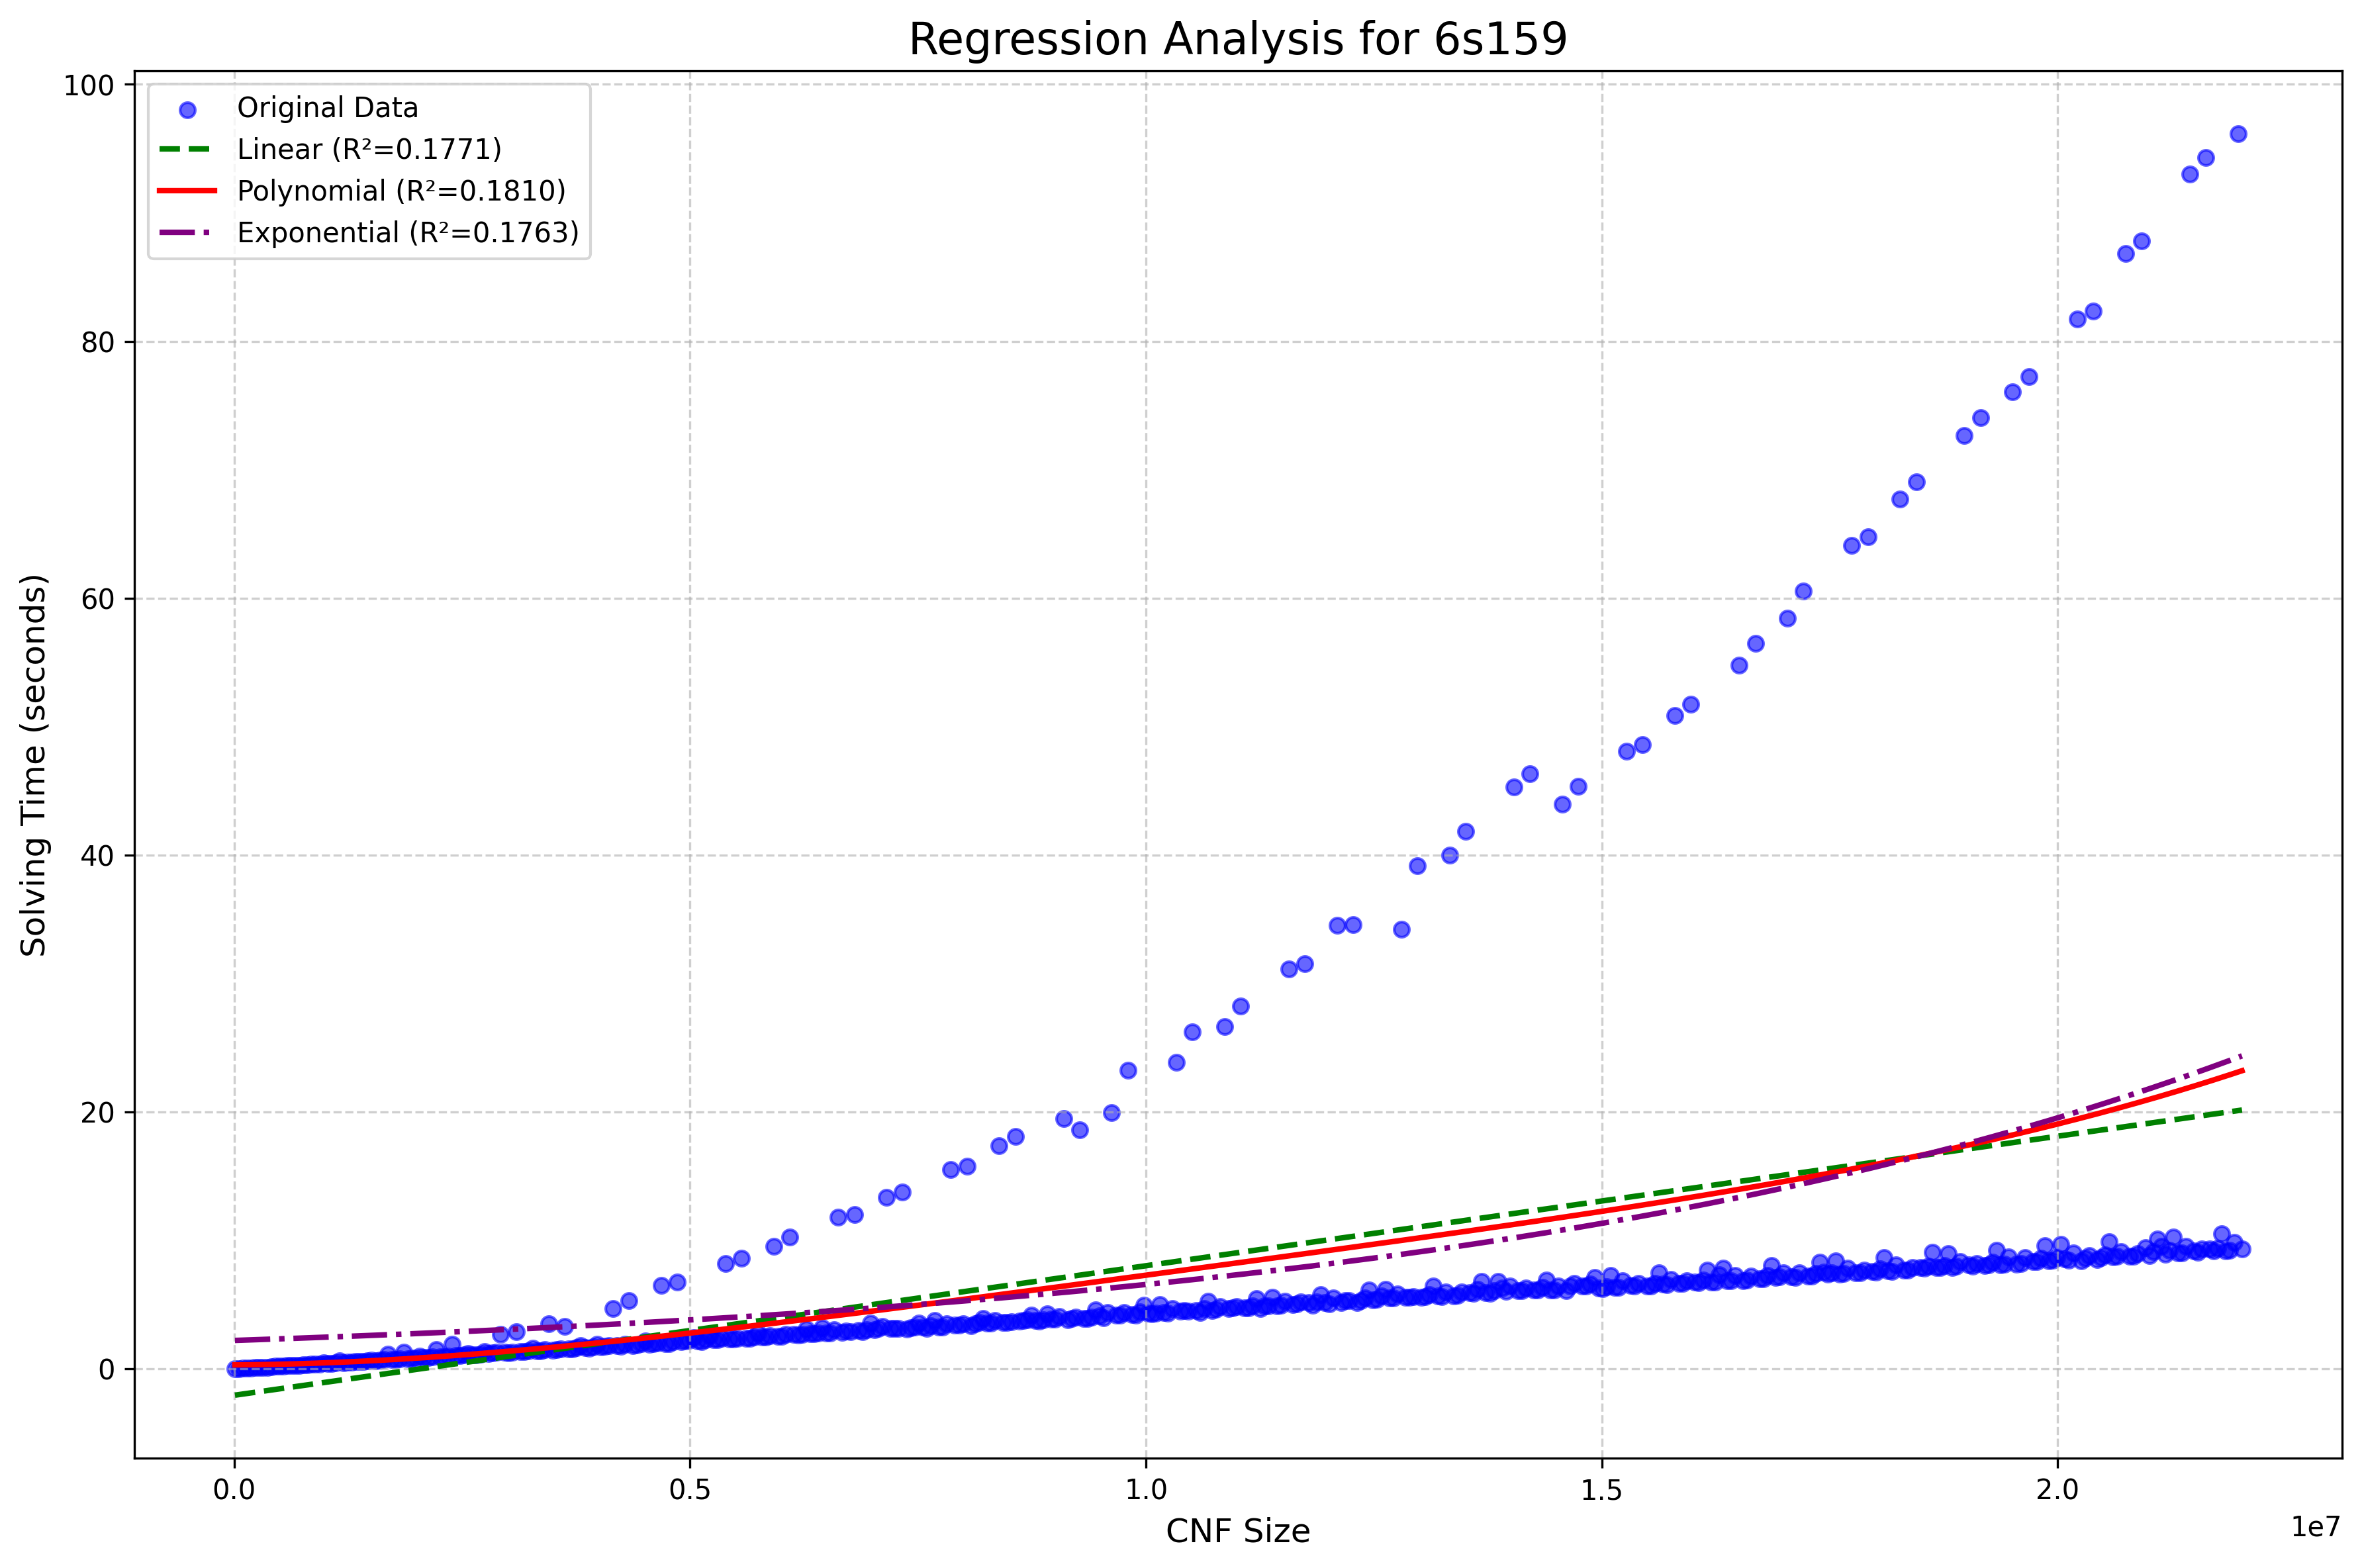 Regression Analysis for 6s159
Original Data
Linear (R²=0.1771)
Polynomial (R²=0.1810)
Exponential (R²=0.1763)
Solving Time (seconds)
100
80
60
40
20
0
0.0
0.5
1.0
1.5
2.0
1e7
CNF Size